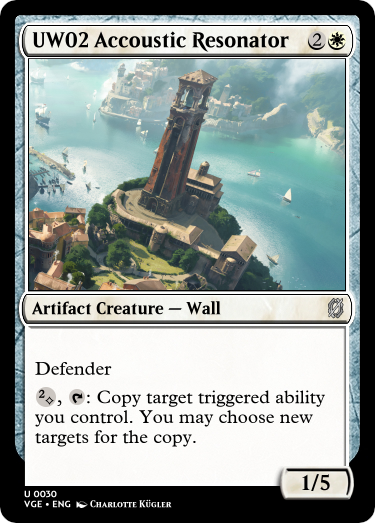 UW02 Accoustic Resonator 2
Artifact Creature — Wall
Defender
2, : Copy target triggered ability
you control. You may choose new
targets for the copy.
1/5
U 0030
VGE • ENG Charlotte Kügler